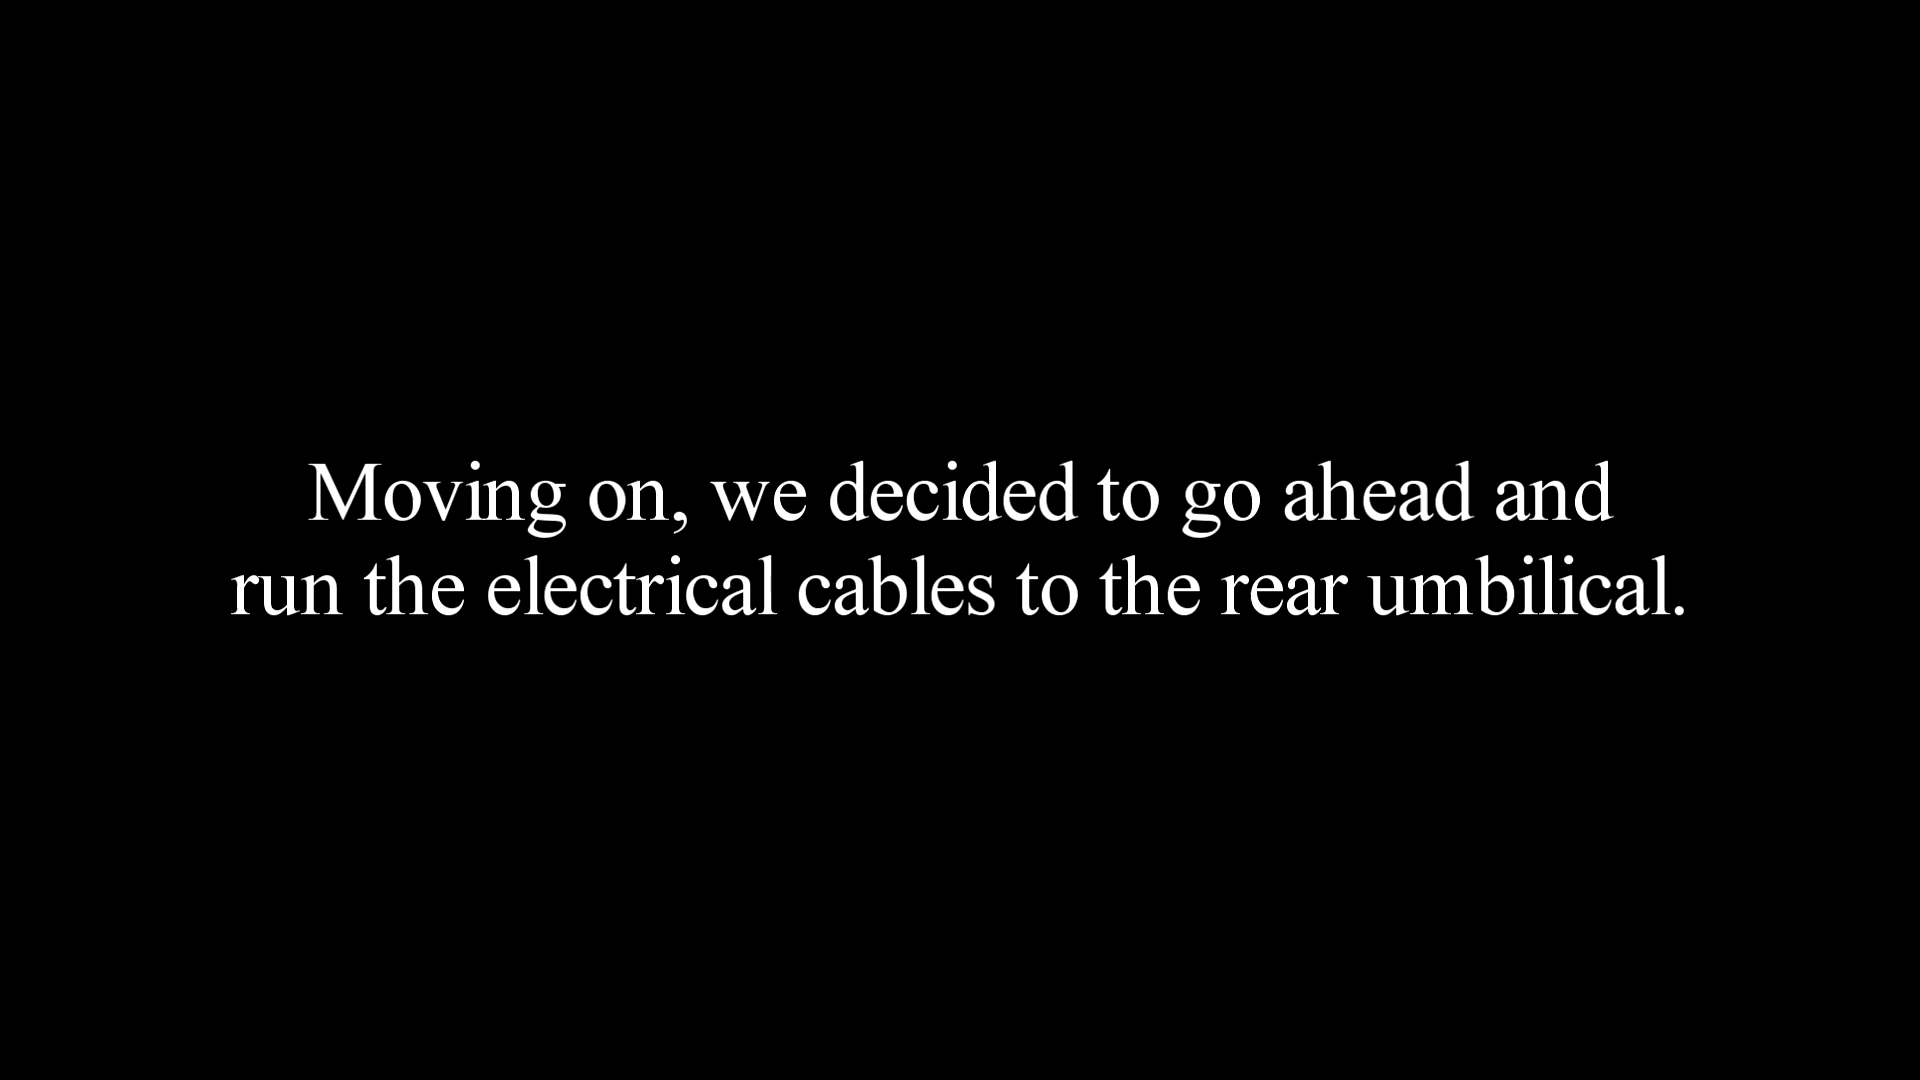 Moving on, we decided to go ahead and
run the electrical cables to the rear umbilical.